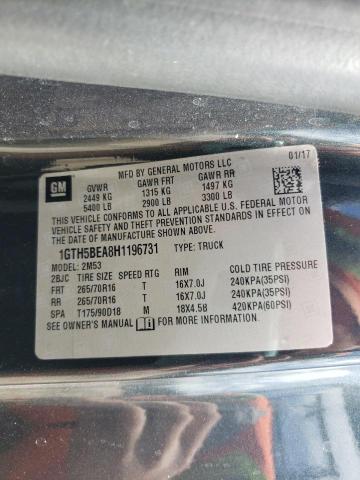 GM
MFD BY GENERAL MOTORS LLC
01/17
GVWR GAWR FRT GAWR RR
2449 KG 1315 KG 1497 KG
5400 LB 2900 LB 3300 LB
THIS VEHICLE CONFORMS TO ALL APPLICABLE U.S. FEDERAL MOTOR
VEHICLE SAFETY AND THEFT PREVENTION STANDARDS IN EFFECT ON
THE DATE OF MANUFACTURE SHOWN ABOVE.
1GTH5BEA8H1196731 TYPE: TRUCK
MODEL: 2M53
2BJC TIRE SIZE SPEED RTG RIM COLD TIRE PRESSURE
FRT 265/70R16 T 16X7.0J 240KPA(35PSI)
RR 265/70R16 T 16X7.0J 240KPA(35PSI)
SPA T175/90D18 M 18X4.5B 420KPA(60PSI)
SEE OWNER'S MANUAL FOR MORE INFORMATION.